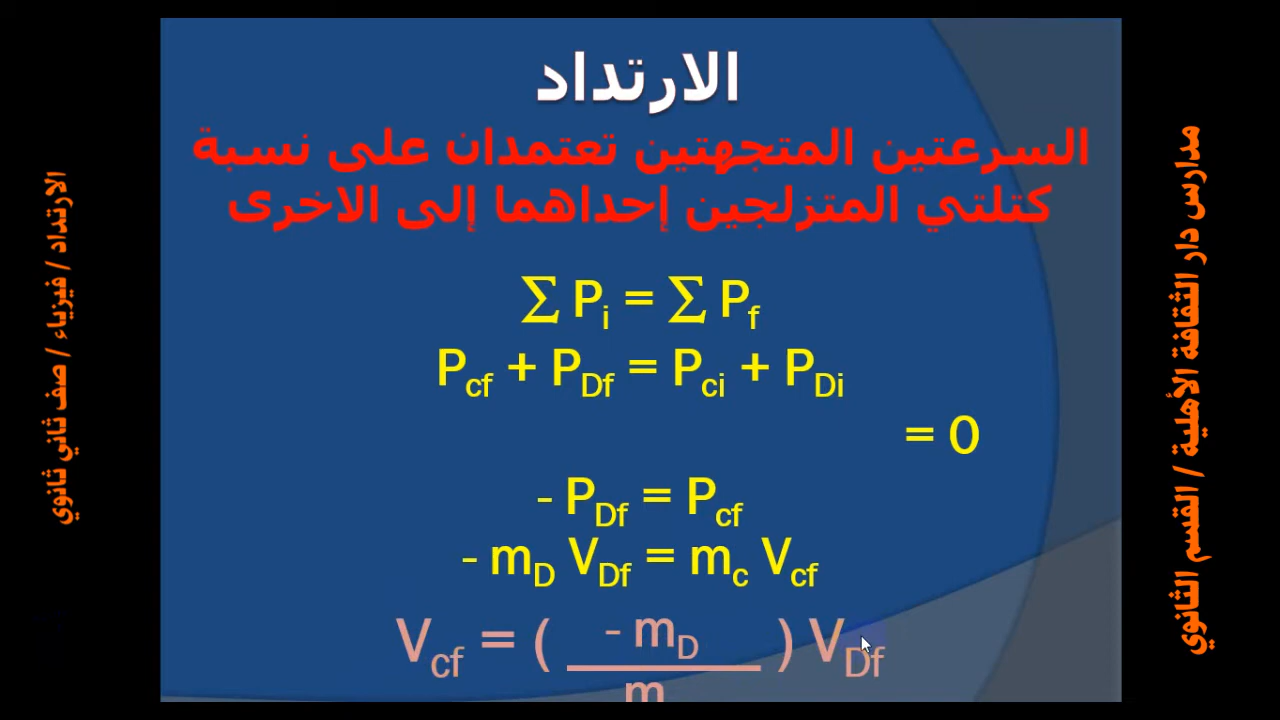 الارتداد
السرعتين المتجهتين تعتمدان على نسبة
كتلتي المتزلجين إحداهما إلى الاخرى
∑ Pi = ∑ Pf
Pcf + PDf = Pci + PDi
= 0
- PDf = Pcf
- mD VDf = mc Vcf
Vcf = ( - mD / m ) VDf
مدارس دار الثقافة الأهلية / القسم الثانوي
الارتداد / فيزياء / صف ثاني ثانوي